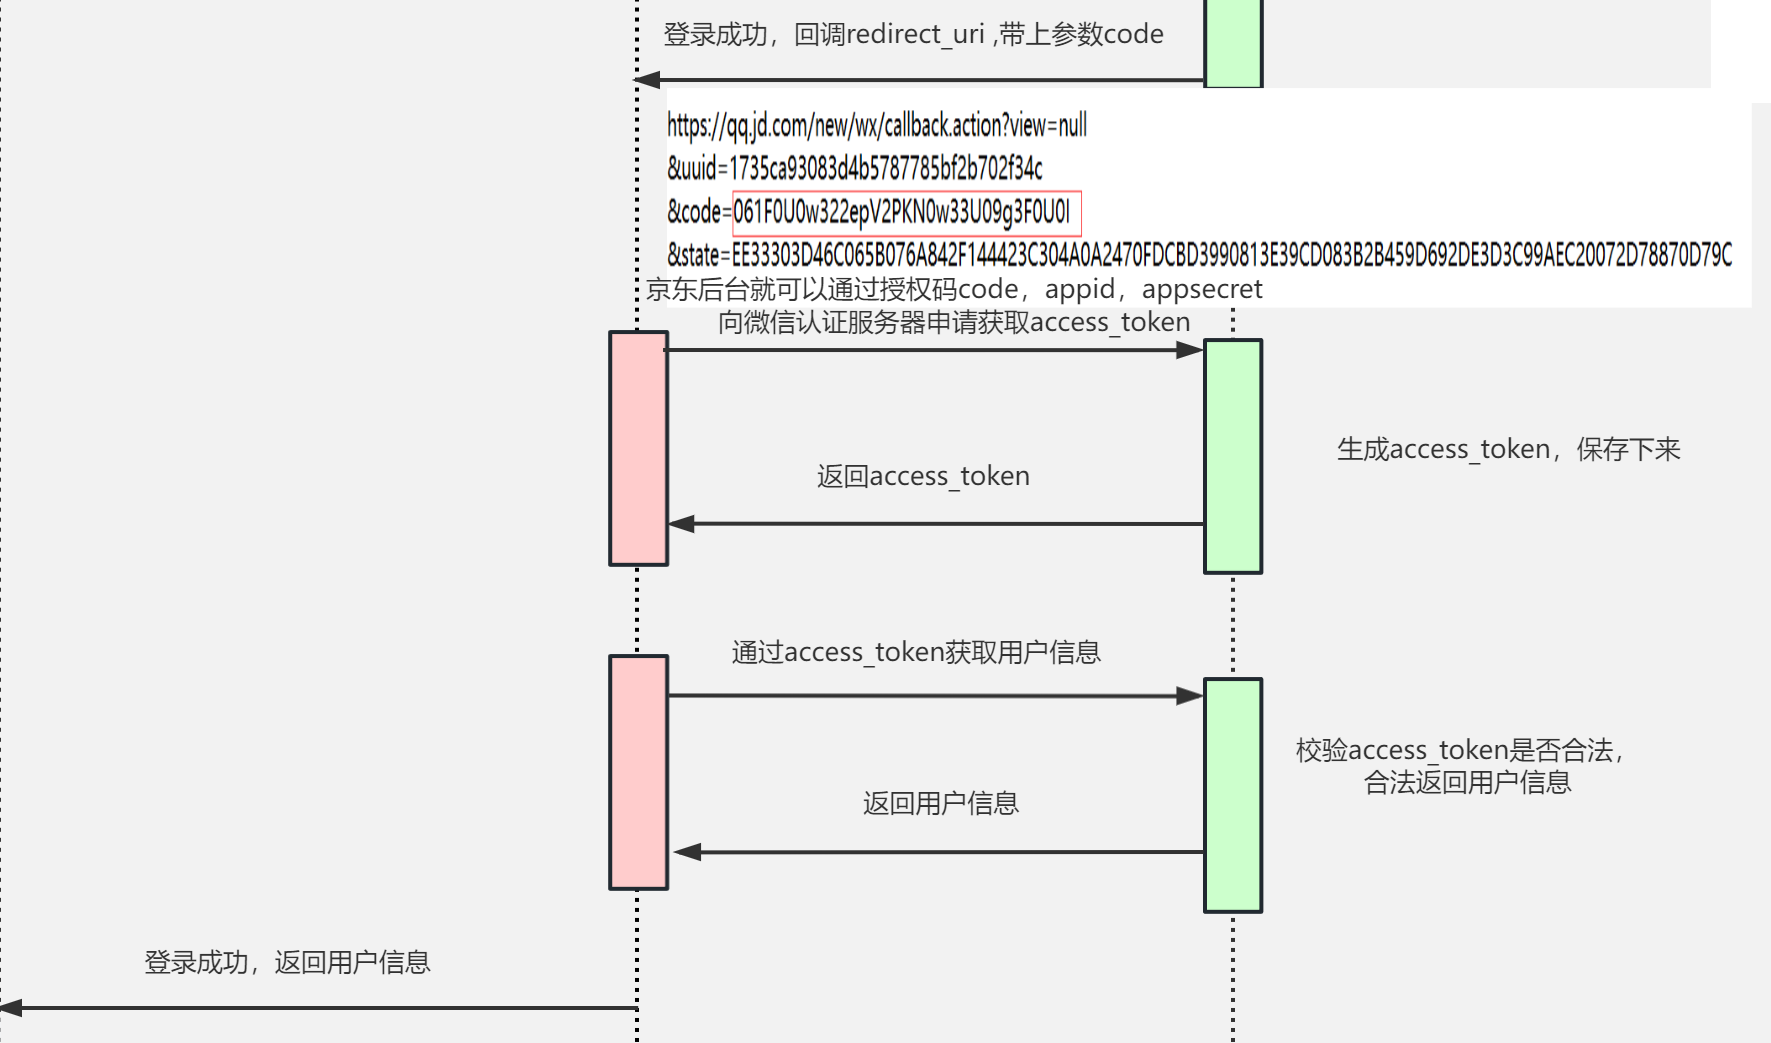 登录成功，回调redirect_uri ,带上参数code
https://qq.jd.com/new/wx/callback.action?view=null
&uuid=1735ca93083d4b5787785bf2b702f34c
&code=061F0U0w322epV2PKN0w33U09g3F0U0I
&state=EE33303D46C065B076A842F144423C304A0A2470FDCBD3990813E39CD083B2B459D692DE3D3C99AEC20072D78870D79C
京东后台就可以通过授权码code，appid，appsecret
向微信认证服务器申请获取access_token
生成access_token，保存下来
返回access_token
通过access_token获取用户信息
校验access_token是否合法，
合法返回用户信息
返回用户信息
登录成功，返回用户信息